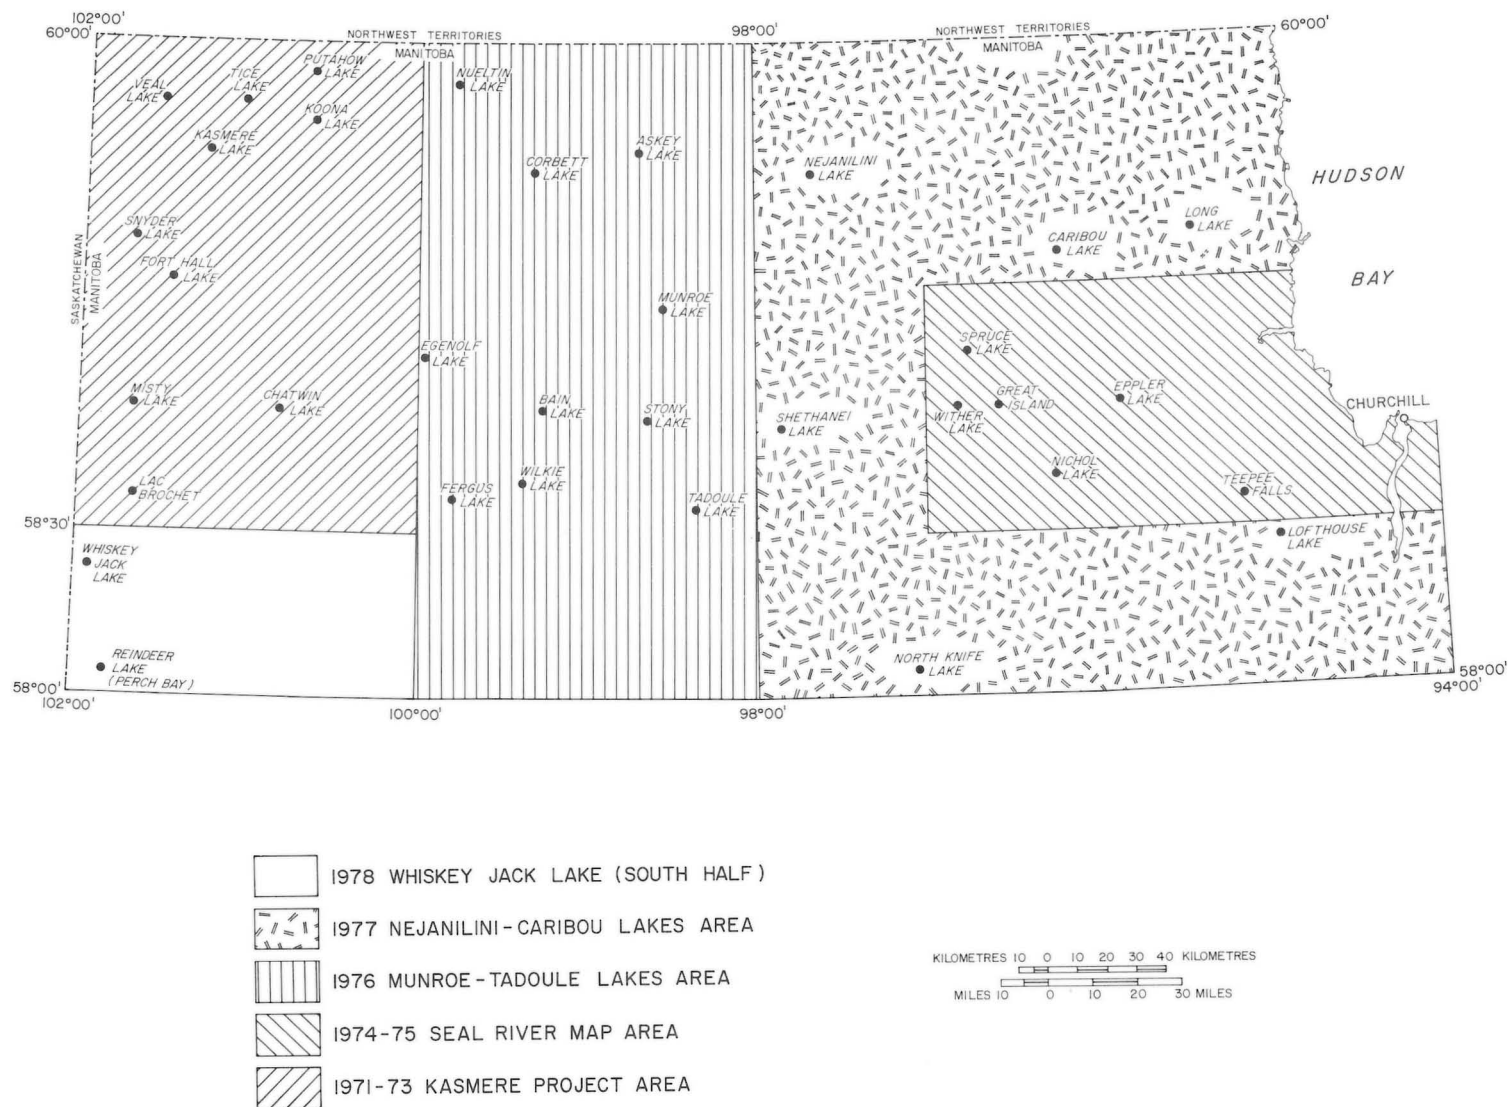 102°00'
60°00'
NORTHWEST TERRITORIES
MANITOBA
98°00'
NORTHWEST TERRITORIES
MANITOBA
60°00'
VEAL
LAKE
TICE
LAKE
PUTAHOW
LAKE
KOONA
LAKE
KASMERE
LAKE
SNYDER
LAKE
FORT HALL
LAKE
SASKATCHEWAN
MANITOBA
MISTY
LAKE
CHATWIN
LAKE
LAC
BROCHET
NUELTIN
LAKE
CORBETT
LAKE
ASKEY
LAKE
MUNROE
LAKE
EGENOLF
LAKE
BAIN
LAKE
STONY
LAKE
WILKIE
LAKE
FERGUS
LAKE
TADOULE
LAKE
NEJANILINI
LAKE
LONG
LAKE
CARIBOU
LAKE
HUDSON
BAY
SPRUCE
LAKE
GREAT
ISLAND
WITHER
LAKE
EPPLER
LAKE
SHETHANEI
LAKE
CHURCHILL
NICHOL
LAKE
TEEPEE
FALLS
LOFTHOUSE
LAKE
NORTH KNIFE
LAKE
58°30'
WHISKEY
JACK
LAKE
REINDEER
LAKE
(PERCH BAY)
58°00'
102°00'
100°00'
98°00'
58°00'
94°00'
1978 WHISKEY JACK LAKE (SOUTH HALF)
1977 NEJANILINI-CARIBOU LAKES AREA
1976 MUNROE-TADOULE LAKES AREA
1974-75 SEAL RIVER MAP AREA
1971-73 KASMERE PROJECT AREA
KILOMETRES 10 0 10 20 30 40 KILOMETRES
MILES 10 0 10 20 30 MILES